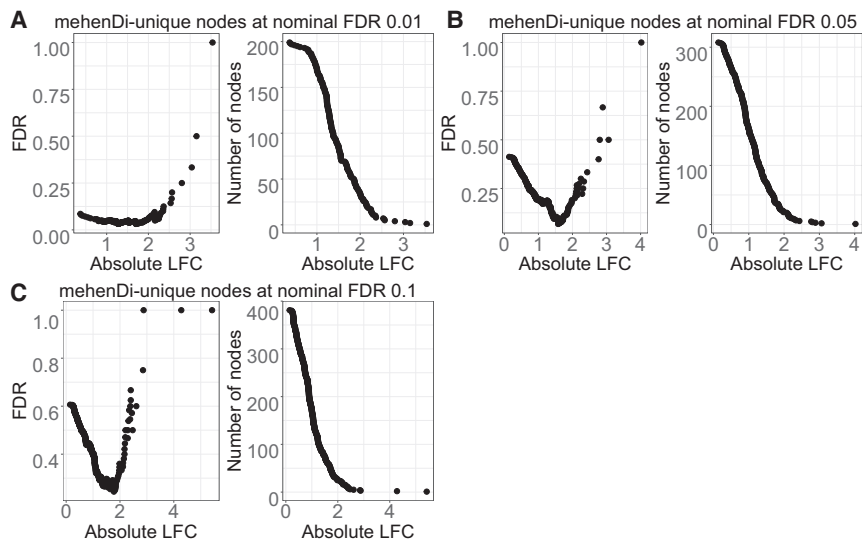 A mehenDi-unique nodes at nominal FDR 0.01
FDR
1.00
0.75
0.50
0.25
0.00
1 2 3
Absolute LFC
Number of nodes
200
150
100
50
0
1 2 3
Absolute LFC
B mehenDi-unique nodes at nominal FDR 0.05
FDR
1.00
0.75
0.50
0.25
0 1 2 3 4
Absolute LFC
Number of nodes
300
200
100
0
0 1 2 3 4
Absolute LFC
C mehenDi-unique nodes at nominal FDR 0.1
FDR
1.0
0.8
0.6
0.4
0 2 4
Absolute LFC
Number of nodes
400
300
200
100
0
0 2 4
Absolute LFC